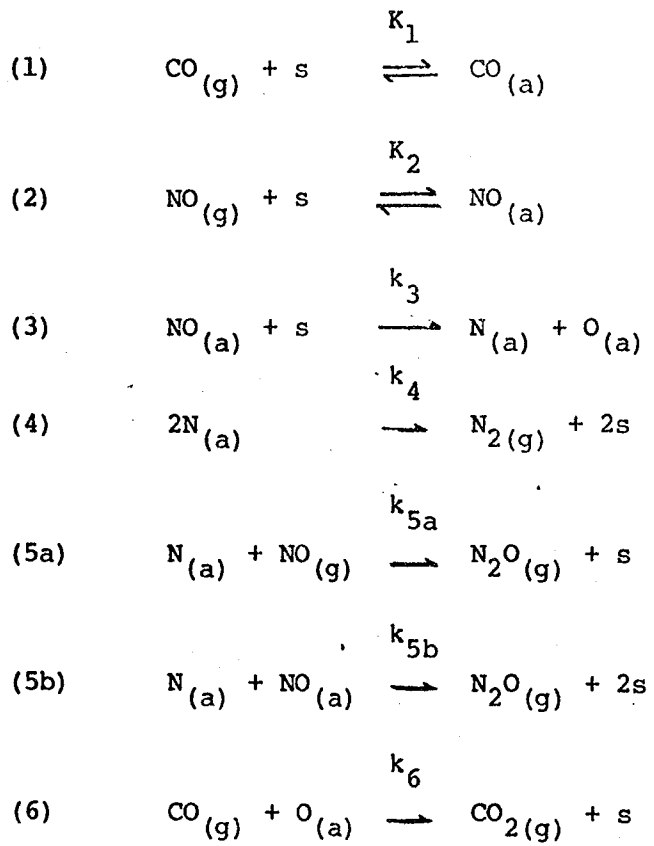 K₁
(1) CO(g) + s ⇌ CO(a)
K₂
(2) NO(g) + s ⇌ NO(a)
k₃
(3) NO(a) + s → N(a) + O(a)
k₄
(4) 2N(a) → N₂(g) + 2s
k₅ₐ
(5a) N(a) + NO(g) → N₂O(g) + s
k₅b
(5b) N(a) + NO(a) → N₂O(g) + 2s
k₆
(6) CO(g) + O(a) → CO₂(g) + s